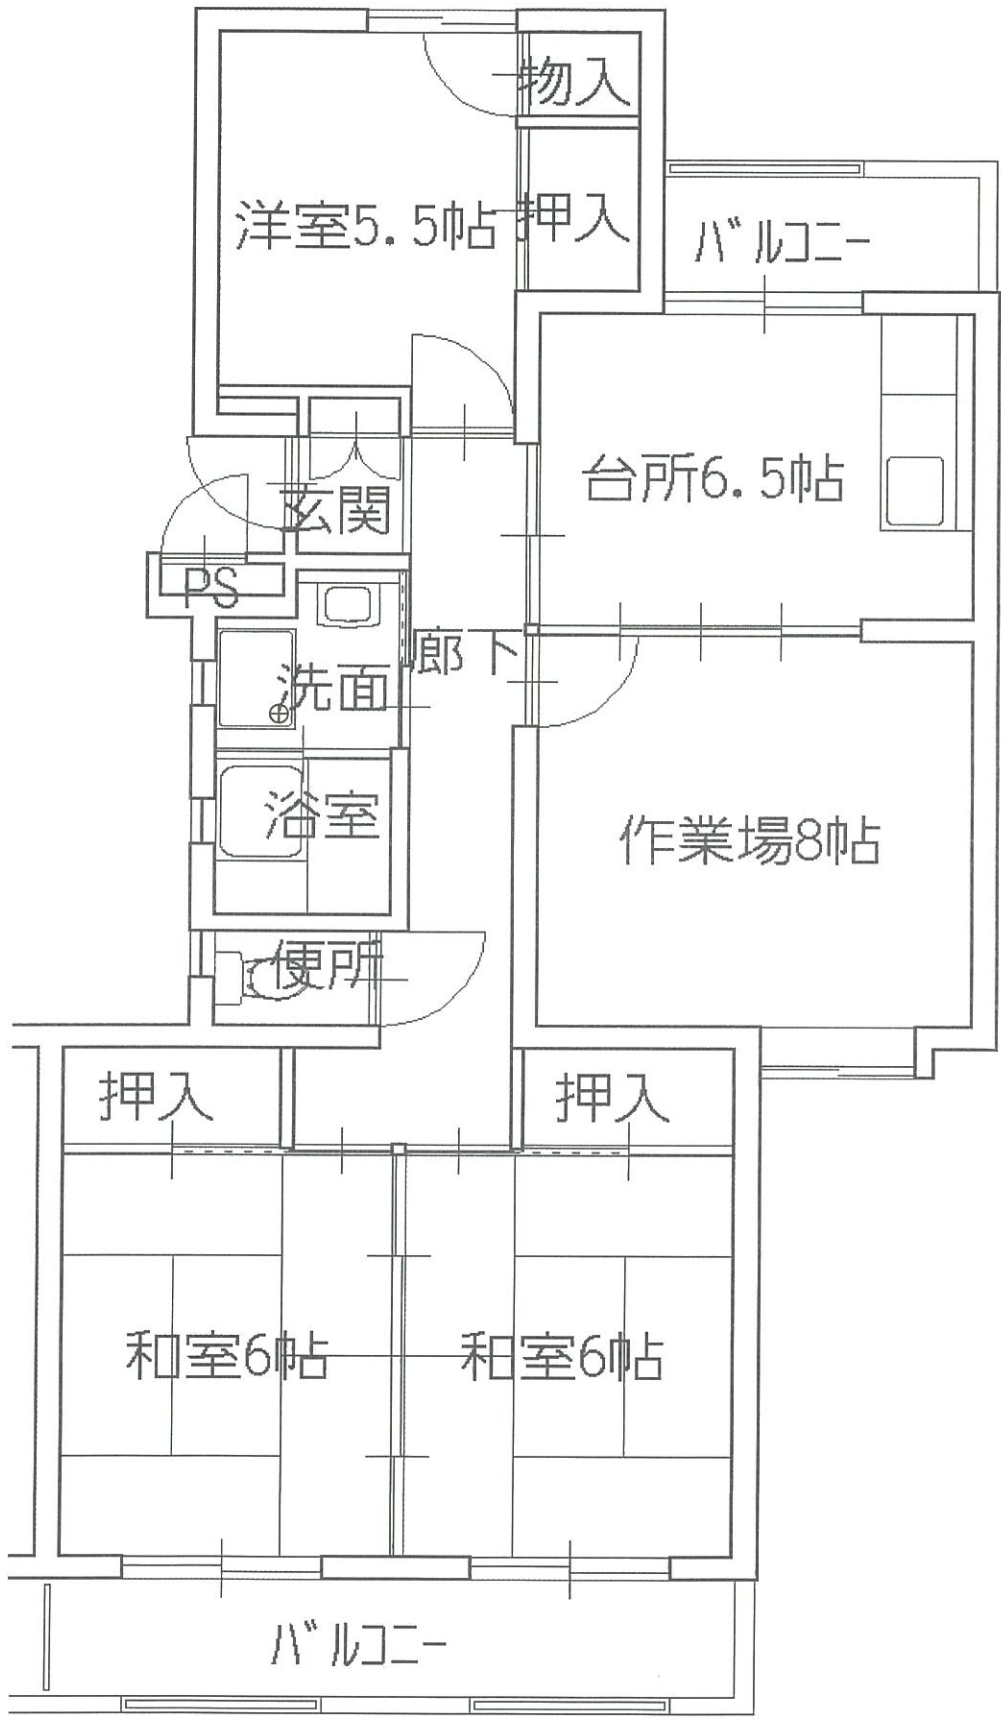 物入
洋室5.5帖
押入
バルコニー
台所6.5帖
玄関
PS
廊下
洗面
浴室
作業場8帖
便所
押入
押入
和室6帖
和室6帖
バルコニー